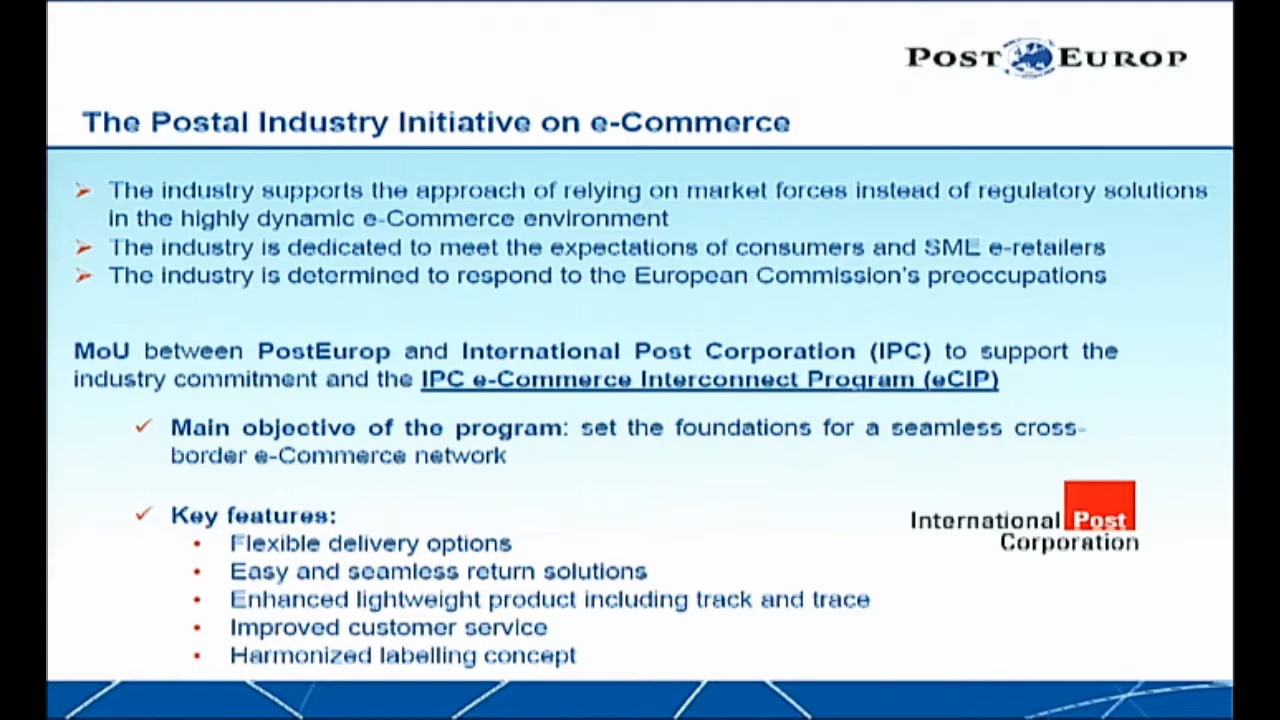 POST EUROP
The Postal Industry Initiative on e-Commerce
➢ The industry supports the approach of relying on market forces instead of regulatory solutions
in the highly dynamic e-Commerce environment
➢ The industry is dedicated to meet the expectations of consumers and SME e-retailers
➢ The industry is determined to respond to the European Commission's preoccupations
MoU between PostEurop and International Post Corporation (IPC) to support the
industry commitment and the IPC e-Commerce Interconnect Program (eCIP)
✓ Main objective of the program: set the foundations for a seamless cross-
border e-Commerce network
✓ Key features:
• Flexible delivery options
• Easy and seamless return solutions
• Enhanced lightweight product including track and trace
• Improved customer service
• Harmonized labelling concept
International Post
Corporation